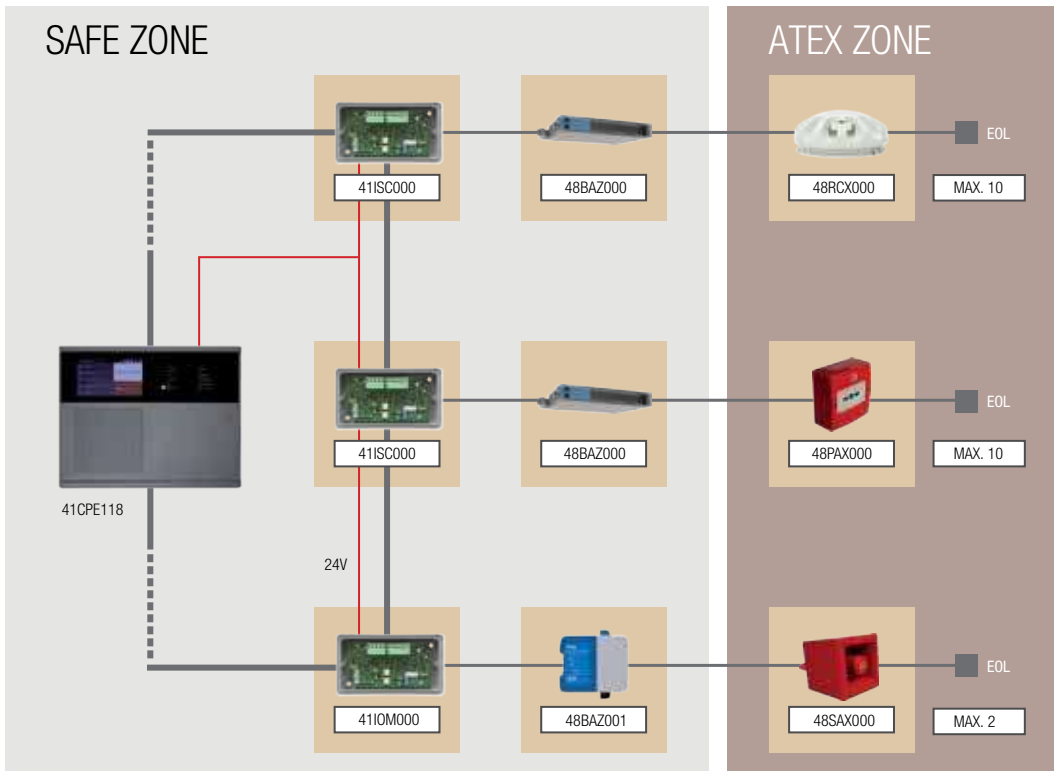 SAFE ZONE
ATEX ZONE
EOL
41ISC000
48BAZ000
48RCX000
MAX. 10
EOL
41ISC000
48BAZ000
48PAX000
MAX. 10
41CPE118
24V
EOL
41IOM000
48BAZ001
48SAX000
MAX. 2